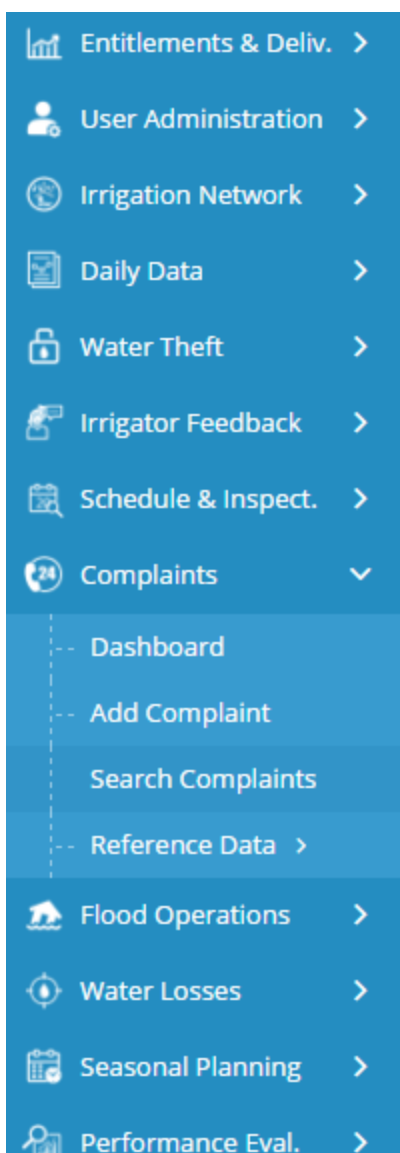 Entitlements & Deliv.
User Administration
Irrigation Network
Daily Data
Water Theft
Irrigator Feedback
Schedule & Inspect.
24 Complaints
Dashboard
Add Complaint
Search Complaints
Reference Data
Flood Operations
Water Losses
Seasonal Planning
Performance Eval.